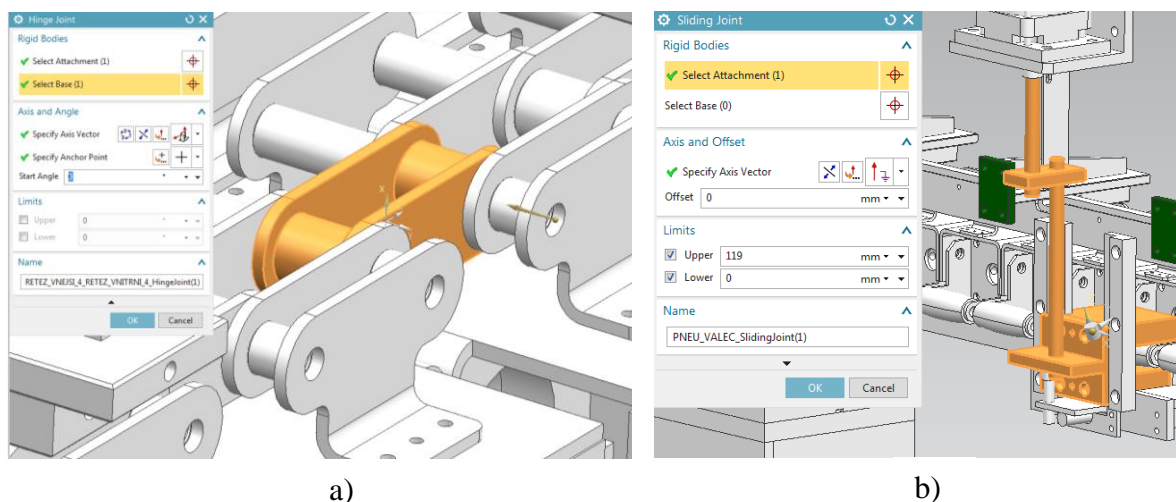 Hinge Joint
Rigid Bodies
Select Attachment (1)
Select Base (1)
Axis and Angle
Specify Axis Vector
Specify Anchor Point
Start Angle
°
Limits
Upper 0 °
Lower 0 °
Name
RETEZ_VNEJSI_4_RETEZ_VNITRNI_4_HingeJoint(1)
OK Cancel
X
a)
Sliding Joint
Rigid Bodies
Select Attachment (1)
Select Base (0)
Axis and Offset
Specify Axis Vector
Offset 0 mm
Limits
Upper 119 mm
Lower 0 mm
Name
PNEU_VALEC_SlidingJoint(1)
OK Cancel
b)